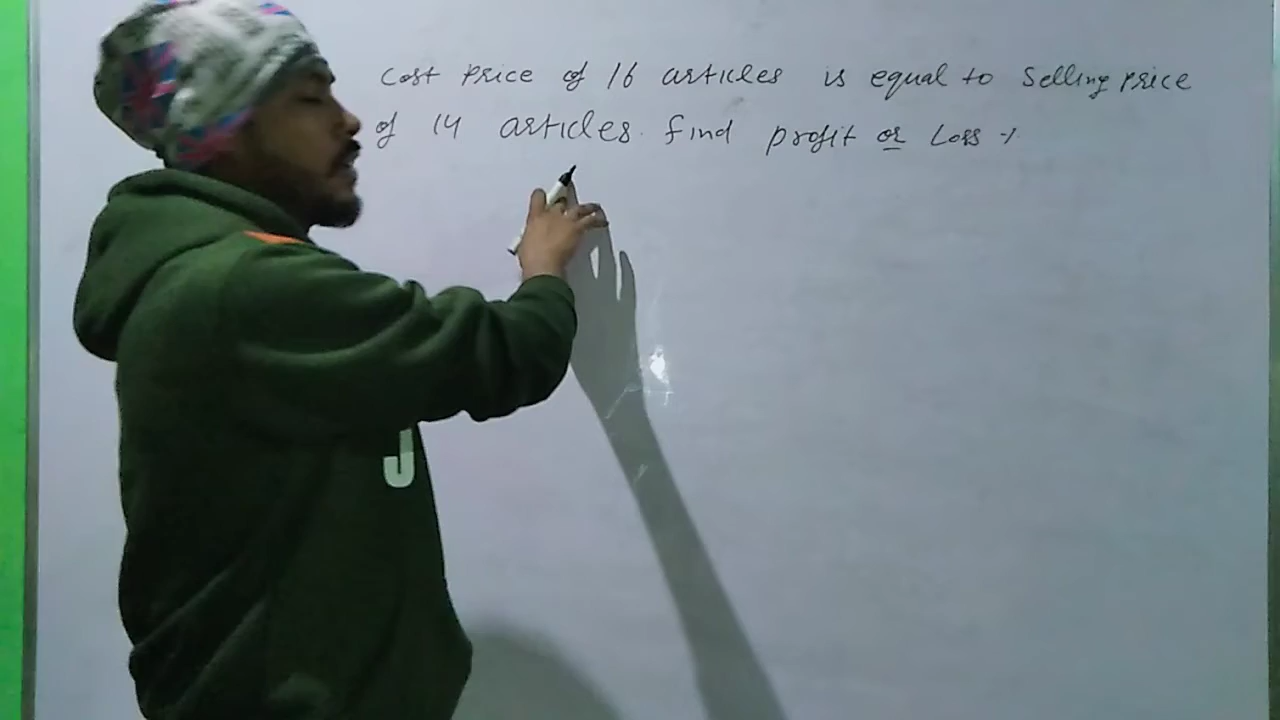 Cost Price of 16 articles is equal to Selling price
of 14 articles. find profit or Loss %
J